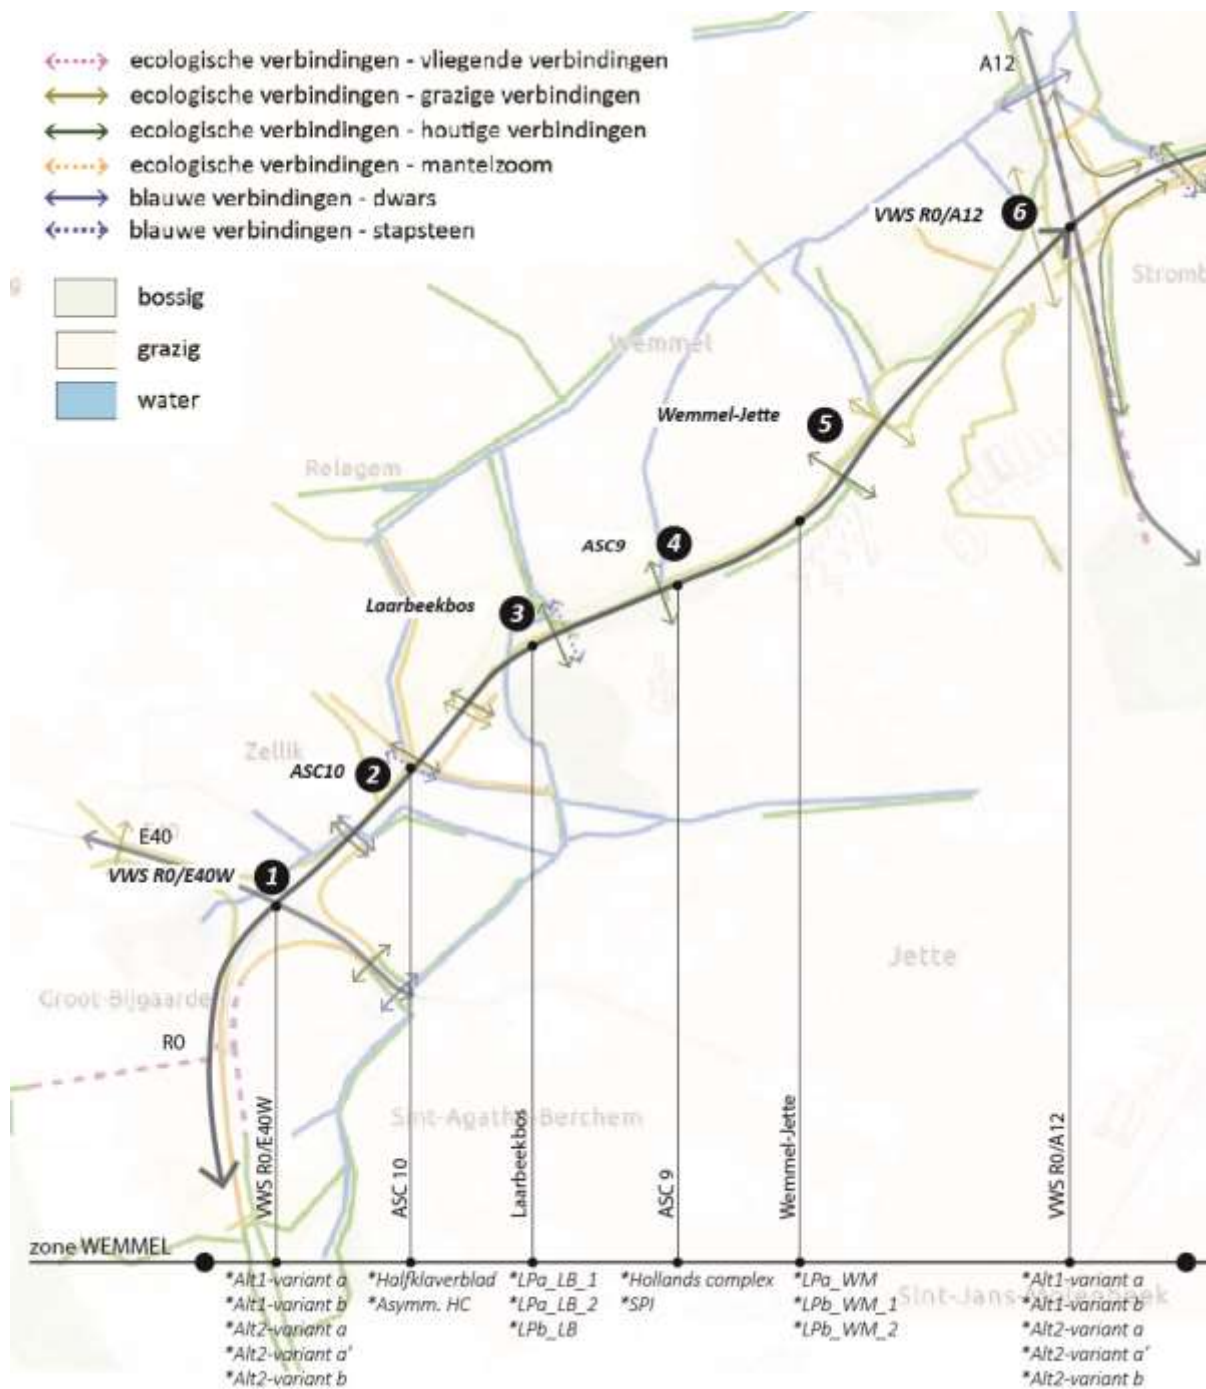 ecologische verbindingen - vliegende verbindingen
ecologische verbindingen - grazige verbindingen
ecologische verbindingen - houtige verbindingen
ecologische verbindingen - mantelzoom
blauwe verbindingen - dwars
blauwe verbindingen - stapsteen
bossig
grazig
water
A12
VWS R0/A12
6
Wemmel
Wemmel-Jette
5
Relegem
ASC9
4
Laarbeekbos
3
Zellik
ASC10
2
E40
VWS R0/E40W
1
Jette
Groot-Bijgaarde
R0
Sint-Agatha-Berchem
VWS R0/E40W
ASC 10
Laarbeekbos
ASC 9
Wemmel-Jette
VWS R0/A12
zone WEMMEL
Sint-Jans-Molenbeek
*Alt1-variant a
*Alt1-variant b
*Alt2-variant a
*Alt2-variant a'
*Alt2-variant b
*Halfklaverblad
*Asymm. HC
*LPa_LB_1
*LPa_LB_2
*LPb_LB
*Hollands complex
*SPI
*LPa_WM
*LPb_WM_1
*LPb_WM_2
*Alt1-variant a
*Alt1-variant b
*Alt2-variant a
*Alt2-variant a'
*Alt2-variant b